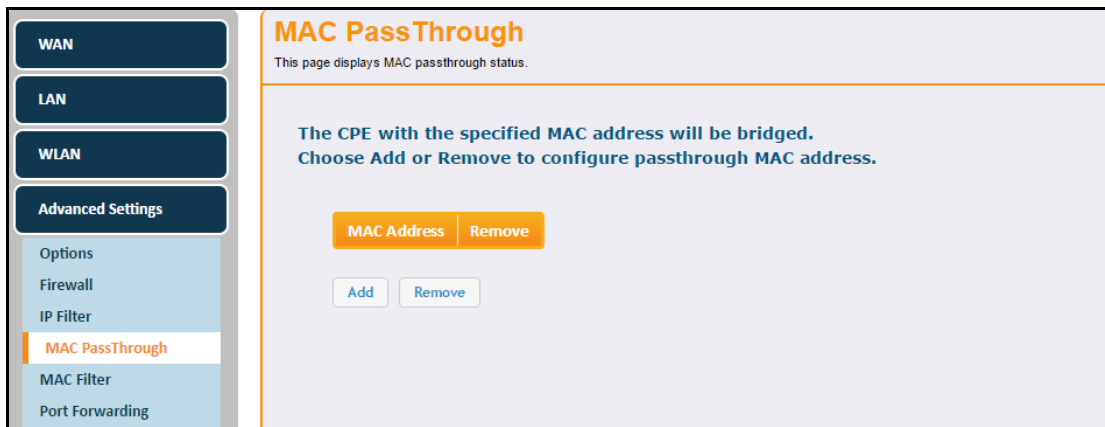 WAN
LAN
WLAN
Advanced Settings
Options
Firewall
IP Filter
MAC PassThrough
MAC Filter
Port Forwarding
MAC PassThrough
This page displays MAC passthrough status.
The CPE with the specified MAC address will be bridged.
Choose Add or Remove to configure passthrough MAC address.
MAC Address Remove
Add Remove